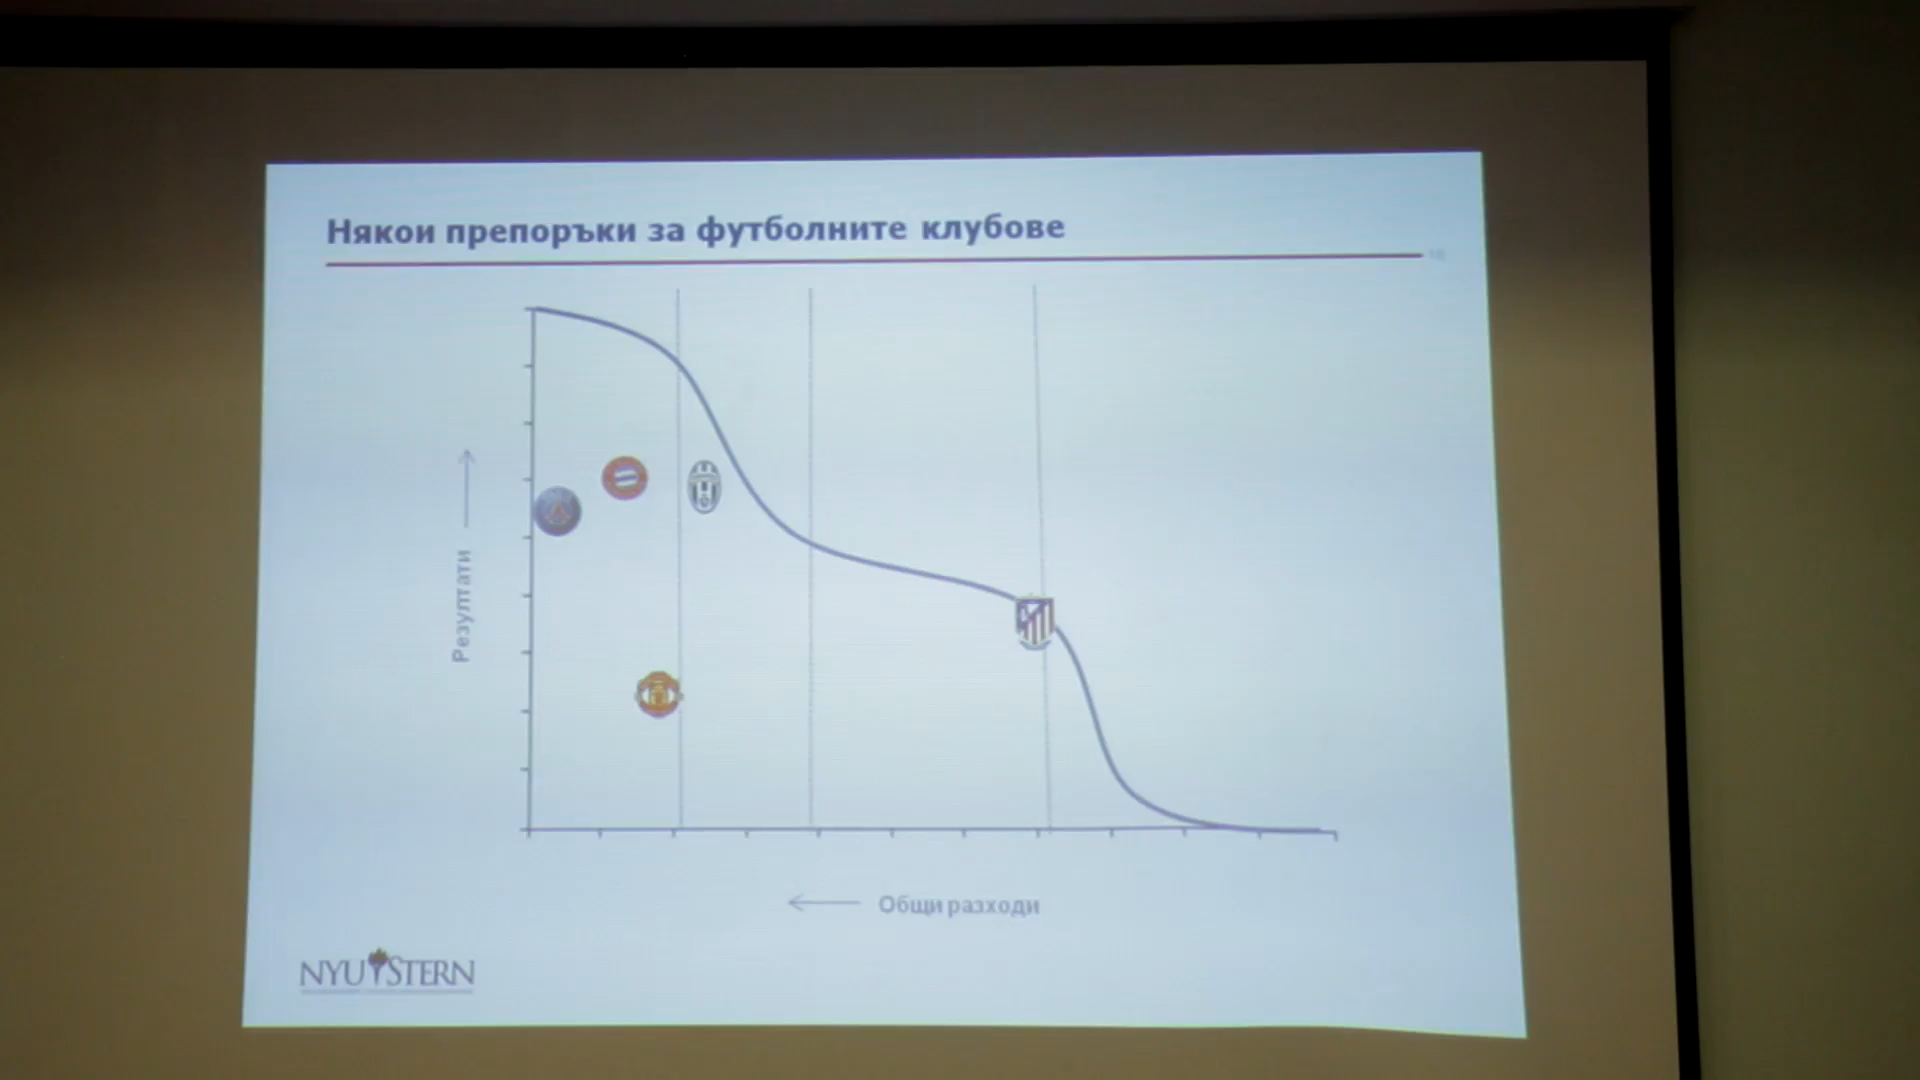 Някои препоръки за футболните клубове
Резултати
Общи разходи
NYU STERN